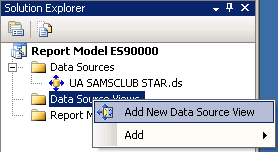 Solution Explorer
Report Model ES90000
Data Sources
UA SAMSCLUB STAR.ds
Data Source Views
Add New Data Source View
Report M
Add